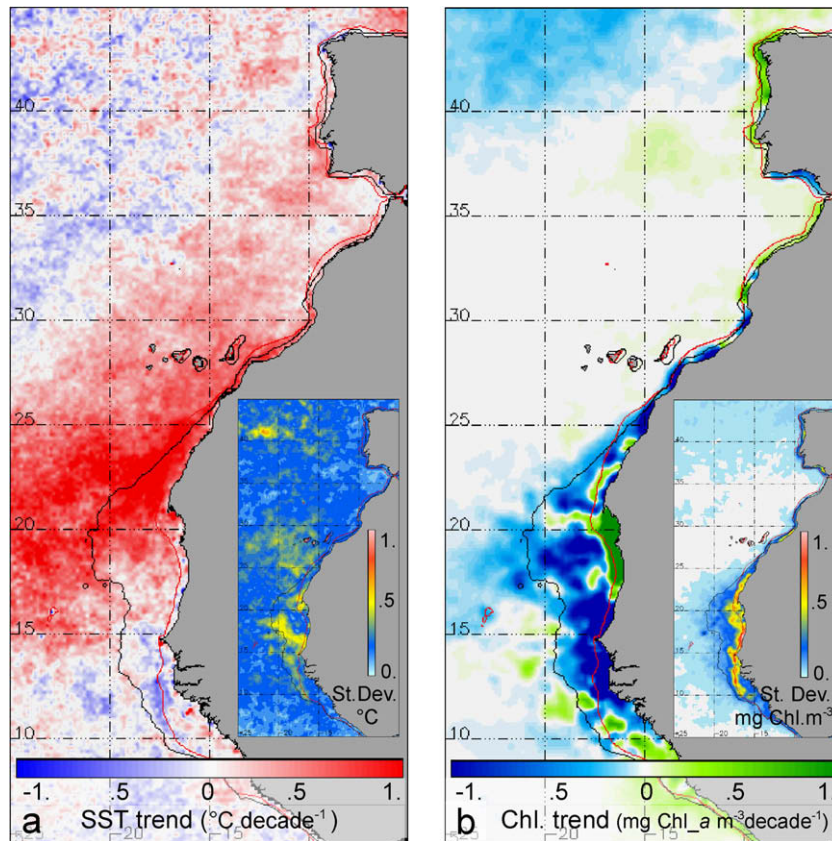 40
35
30
25
20
15
10
1.
.5
0.
St. Dev.
°C
-1. .5 0 .5 1.
a SST trend (°C decade⁻¹)
-20 -15
40
35
30
25
20
15
10
1.
.5
0.
St. Dev.
mg Chl.m⁻³
-1. .5 0 .5 1.
b Chl. trend (mg Chl_a m⁻³decade⁻¹)
-20 -15